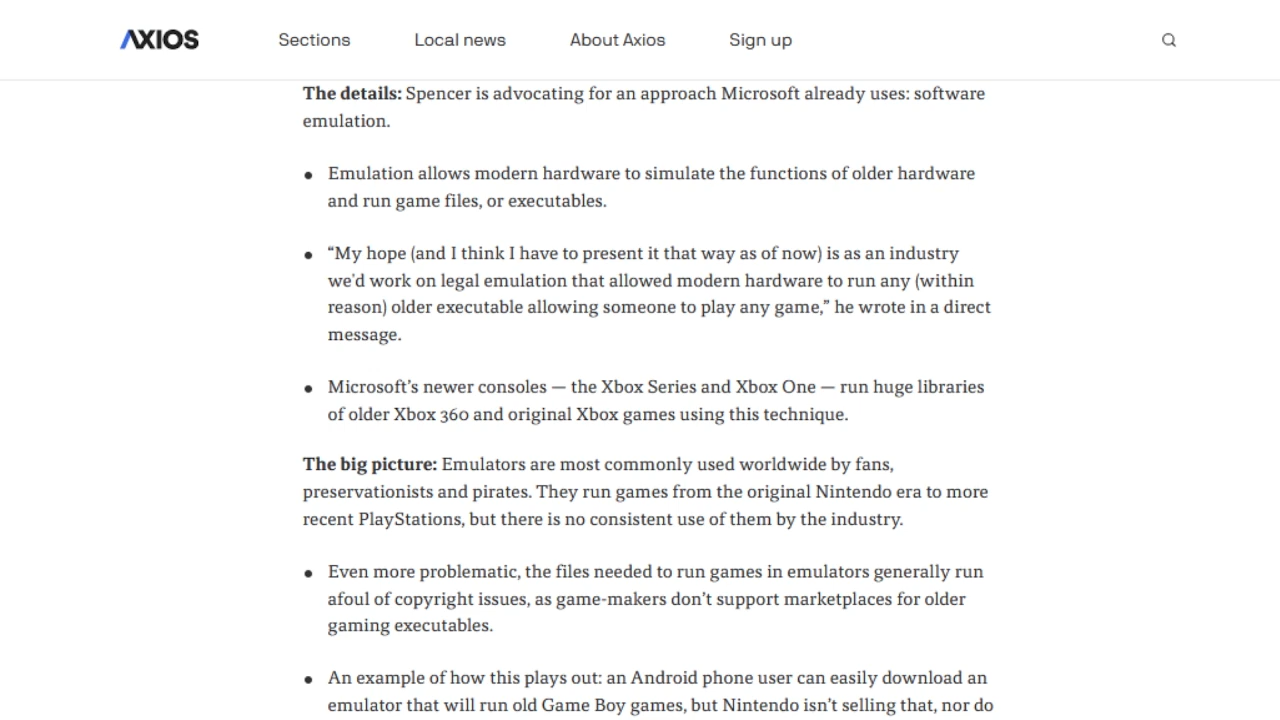 AXIOS
Sections
Local news
About Axios
Sign up
The details: Spencer is advocating for an approach Microsoft already uses: software
emulation.
• Emulation allows modern hardware to simulate the functions of older hardware
and run game files, or executables.
• “My hope (and I think I have to present it that way as of now) is as an industry
we'd work on legal emulation that allowed modern hardware to run any (within
reason) older executable allowing someone to play any game,” he wrote in a direct
message.
• Microsoft’s newer consoles — the Xbox Series and Xbox One — run huge libraries
of older Xbox 360 and original Xbox games using this technique.
The big picture: Emulators are most commonly used worldwide by fans,
preservationists and pirates. They run games from the original Nintendo era to more
recent PlayStations, but there is no consistent use of them by the industry.
• Even more problematic, the files needed to run games in emulators generally run
afoul of copyright issues, as game-makers don’t support marketplaces for older
gaming executables.
• An example of how this plays out: an Android phone user can easily download an
emulator that will run old Game Boy games, but Nintendo isn’t selling that, nor do